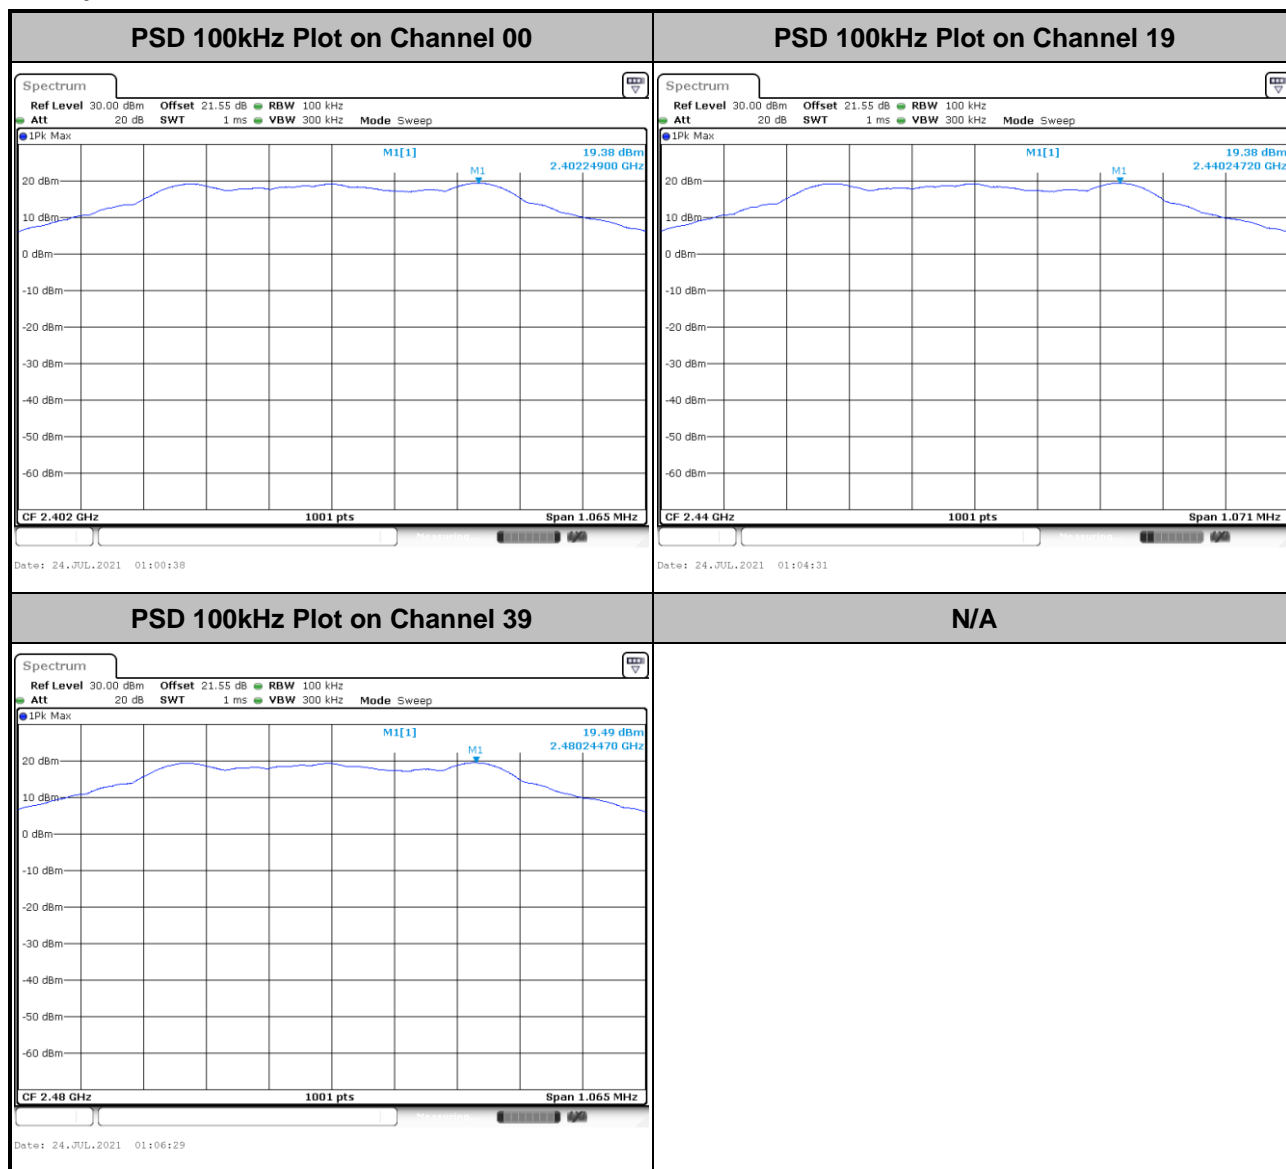 PSD 100kHz Plot on Channel 00
Spectrum
Ref Level 30.00 dBm Offset 21.55 dB RBW 100 kHz
Att 20 dB SWT 1 ms VBW 300 kHz Mode Sweep
1Pk Max
M1[1] 19.38 dBm
2.40224900 GHz
M1
20 dBm
10 dBm
0 dBm
-10 dBm
-20 dBm
-30 dBm
-40 dBm
-50 dBm
-60 dBm
CF 2.402 GHz 1001 pts Span 1.065 MHz
Measuring
Date: 24.JUL.2021 01:00:38
PSD 100kHz Plot on Channel 19
Spectrum
Ref Level 30.00 dBm Offset 21.55 dB RBW 100 kHz
Att 20 dB SWT 1 ms VBW 300 kHz Mode Sweep
1Pk Max
M1[1] 19.38 dBm
2.44024720 GHz
M1
20 dBm
10 dBm
0 dBm
-10 dBm
-20 dBm
-30 dBm
-40 dBm
-50 dBm
-60 dBm
CF 2.44 GHz 1001 pts Span 1.071 MHz
Measuring
Date: 24.JUL.2021 01:04:31
PSD 100kHz Plot on Channel 39
Spectrum
Ref Level 30.00 dBm Offset 21.55 dB RBW 100 kHz
Att 20 dB SWT 1 ms VBW 300 kHz Mode Sweep
1Pk Max
M1[1] 19.49 dBm
2.48024470 GHz
M1
20 dBm
10 dBm
0 dBm
-10 dBm
-20 dBm
-30 dBm
-40 dBm
-50 dBm
-60 dBm
CF 2.48 GHz 1001 pts Span 1.065 MHz
Measuring
Date: 24.JUL.2021 01:06:29
N/A